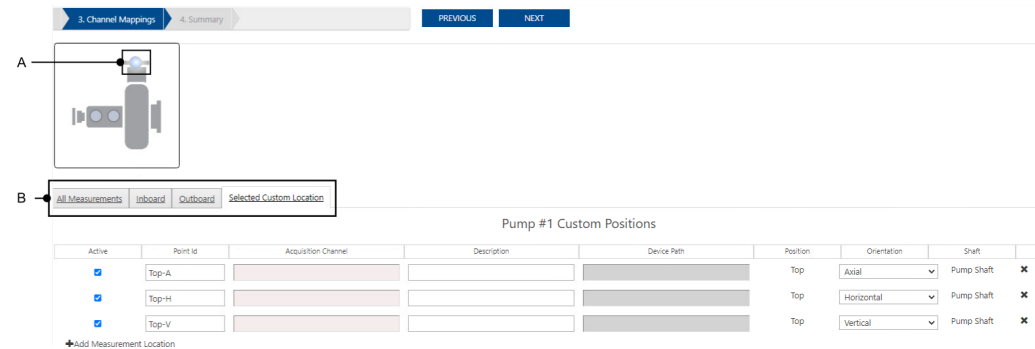 3. Channel Mappings 4. Summary PREVIOUS NEXT
A
B All Measurements Inboard Outboard Selected Custom Location
Pump #1 Custom Positions
Active Point Id Acquisition Channel Description Device Path Position Orientation Shaft
Top-A Top Axial Pump Shaft
Top-H Top Horizontal Pump Shaft
Top-V Top Vertical Pump Shaft
+Add Measurement Location